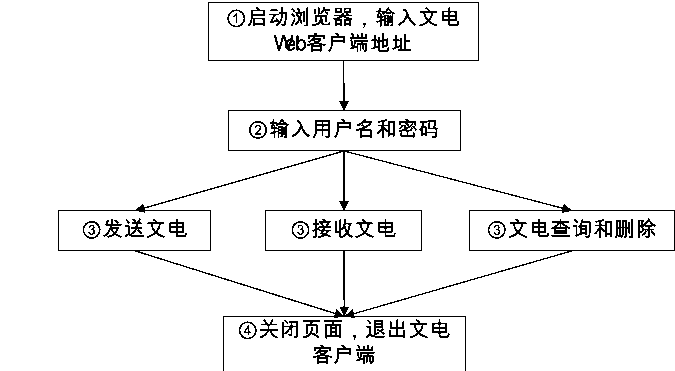 ①启动浏览器，输入文电
Web客户端地址
②输入用户名和密码
③发送文电
③接收文电
③文电查询和删除
④关闭页面，退出文电
客户端